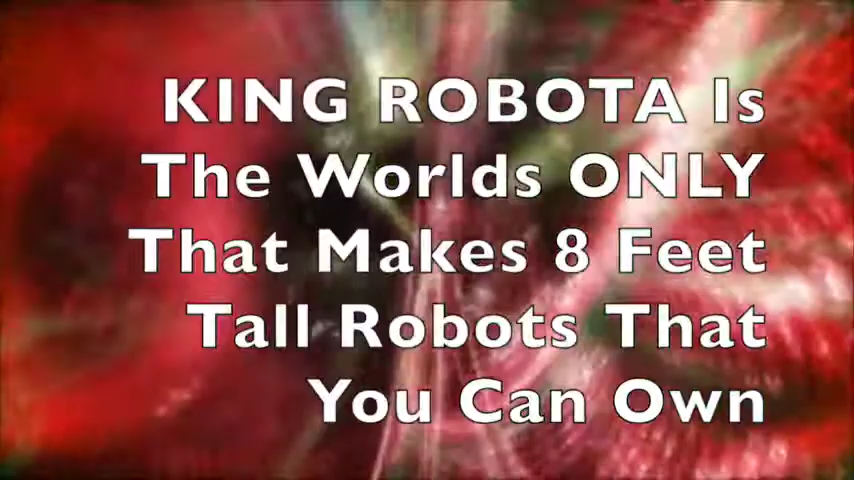 KING ROBOTA Is
The Worlds ONLY
That Makes 8 Feet
Tall Robots That
You Can Own